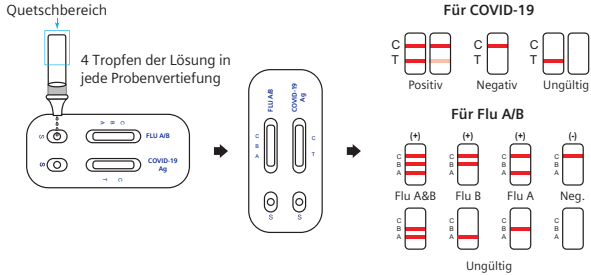 Quetschbereich
4 Tropfen der Lösung in
jede Probenvertiefung
S
A B C
FLU A/B
S
T C
COVID-19
Ag
FLU A/B
COVID-19
Ag
C
B
A
C
T
S
S
Für COVID-19
C
T
Positiv
Negativ
Ungültig
Für Flu A/B
(+)
(+)
(+)
(-)
C
B
A
C
B
A
C
B
A
C
B
A
Flu A&B
Flu B
Flu A
Neg.
C
B
A
C
B
A
C
B
A
C
B
A
Ungültig